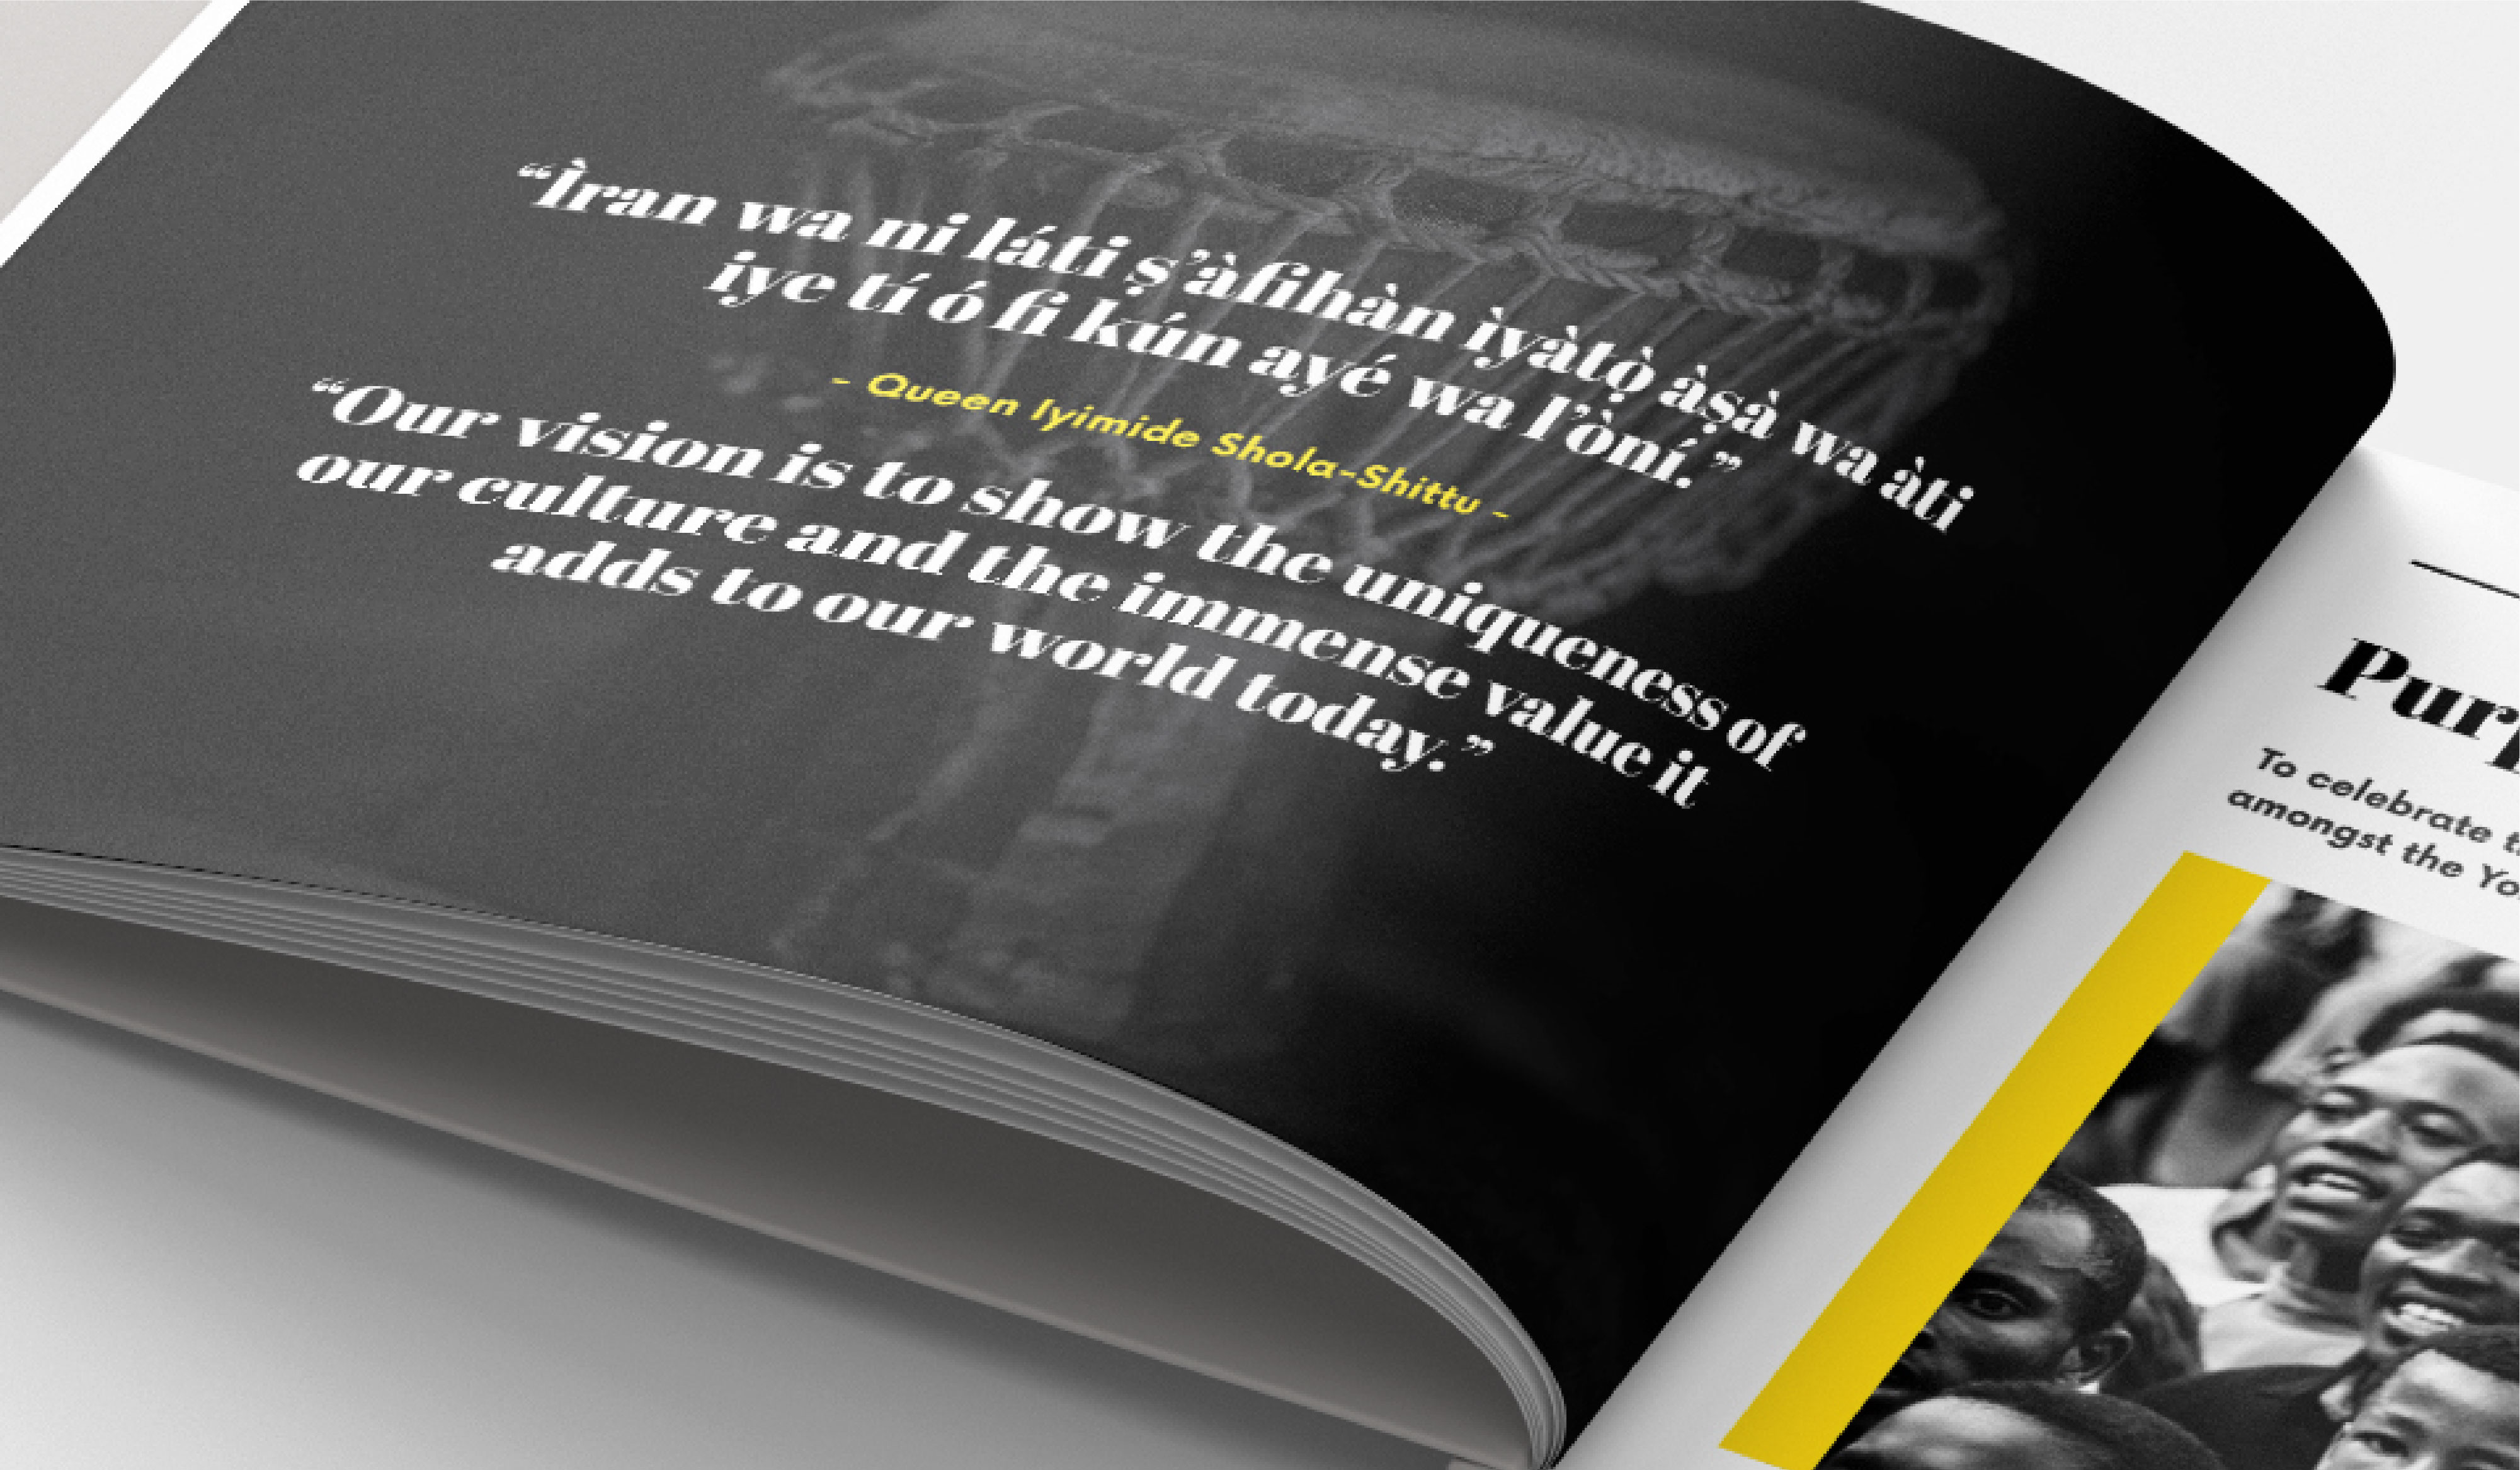 “Ìran wa ni láti ṣ’àfihàn ìyàtọ̀ àṣà wa àti
iye tí ó fi kún ayé wa l’òní.”
- Queen Iyimide Shola-Shittu -
“Our vision is to show the uniqueness of
our culture and the immense value it
adds to our world today.”
To celebrate
amongst the